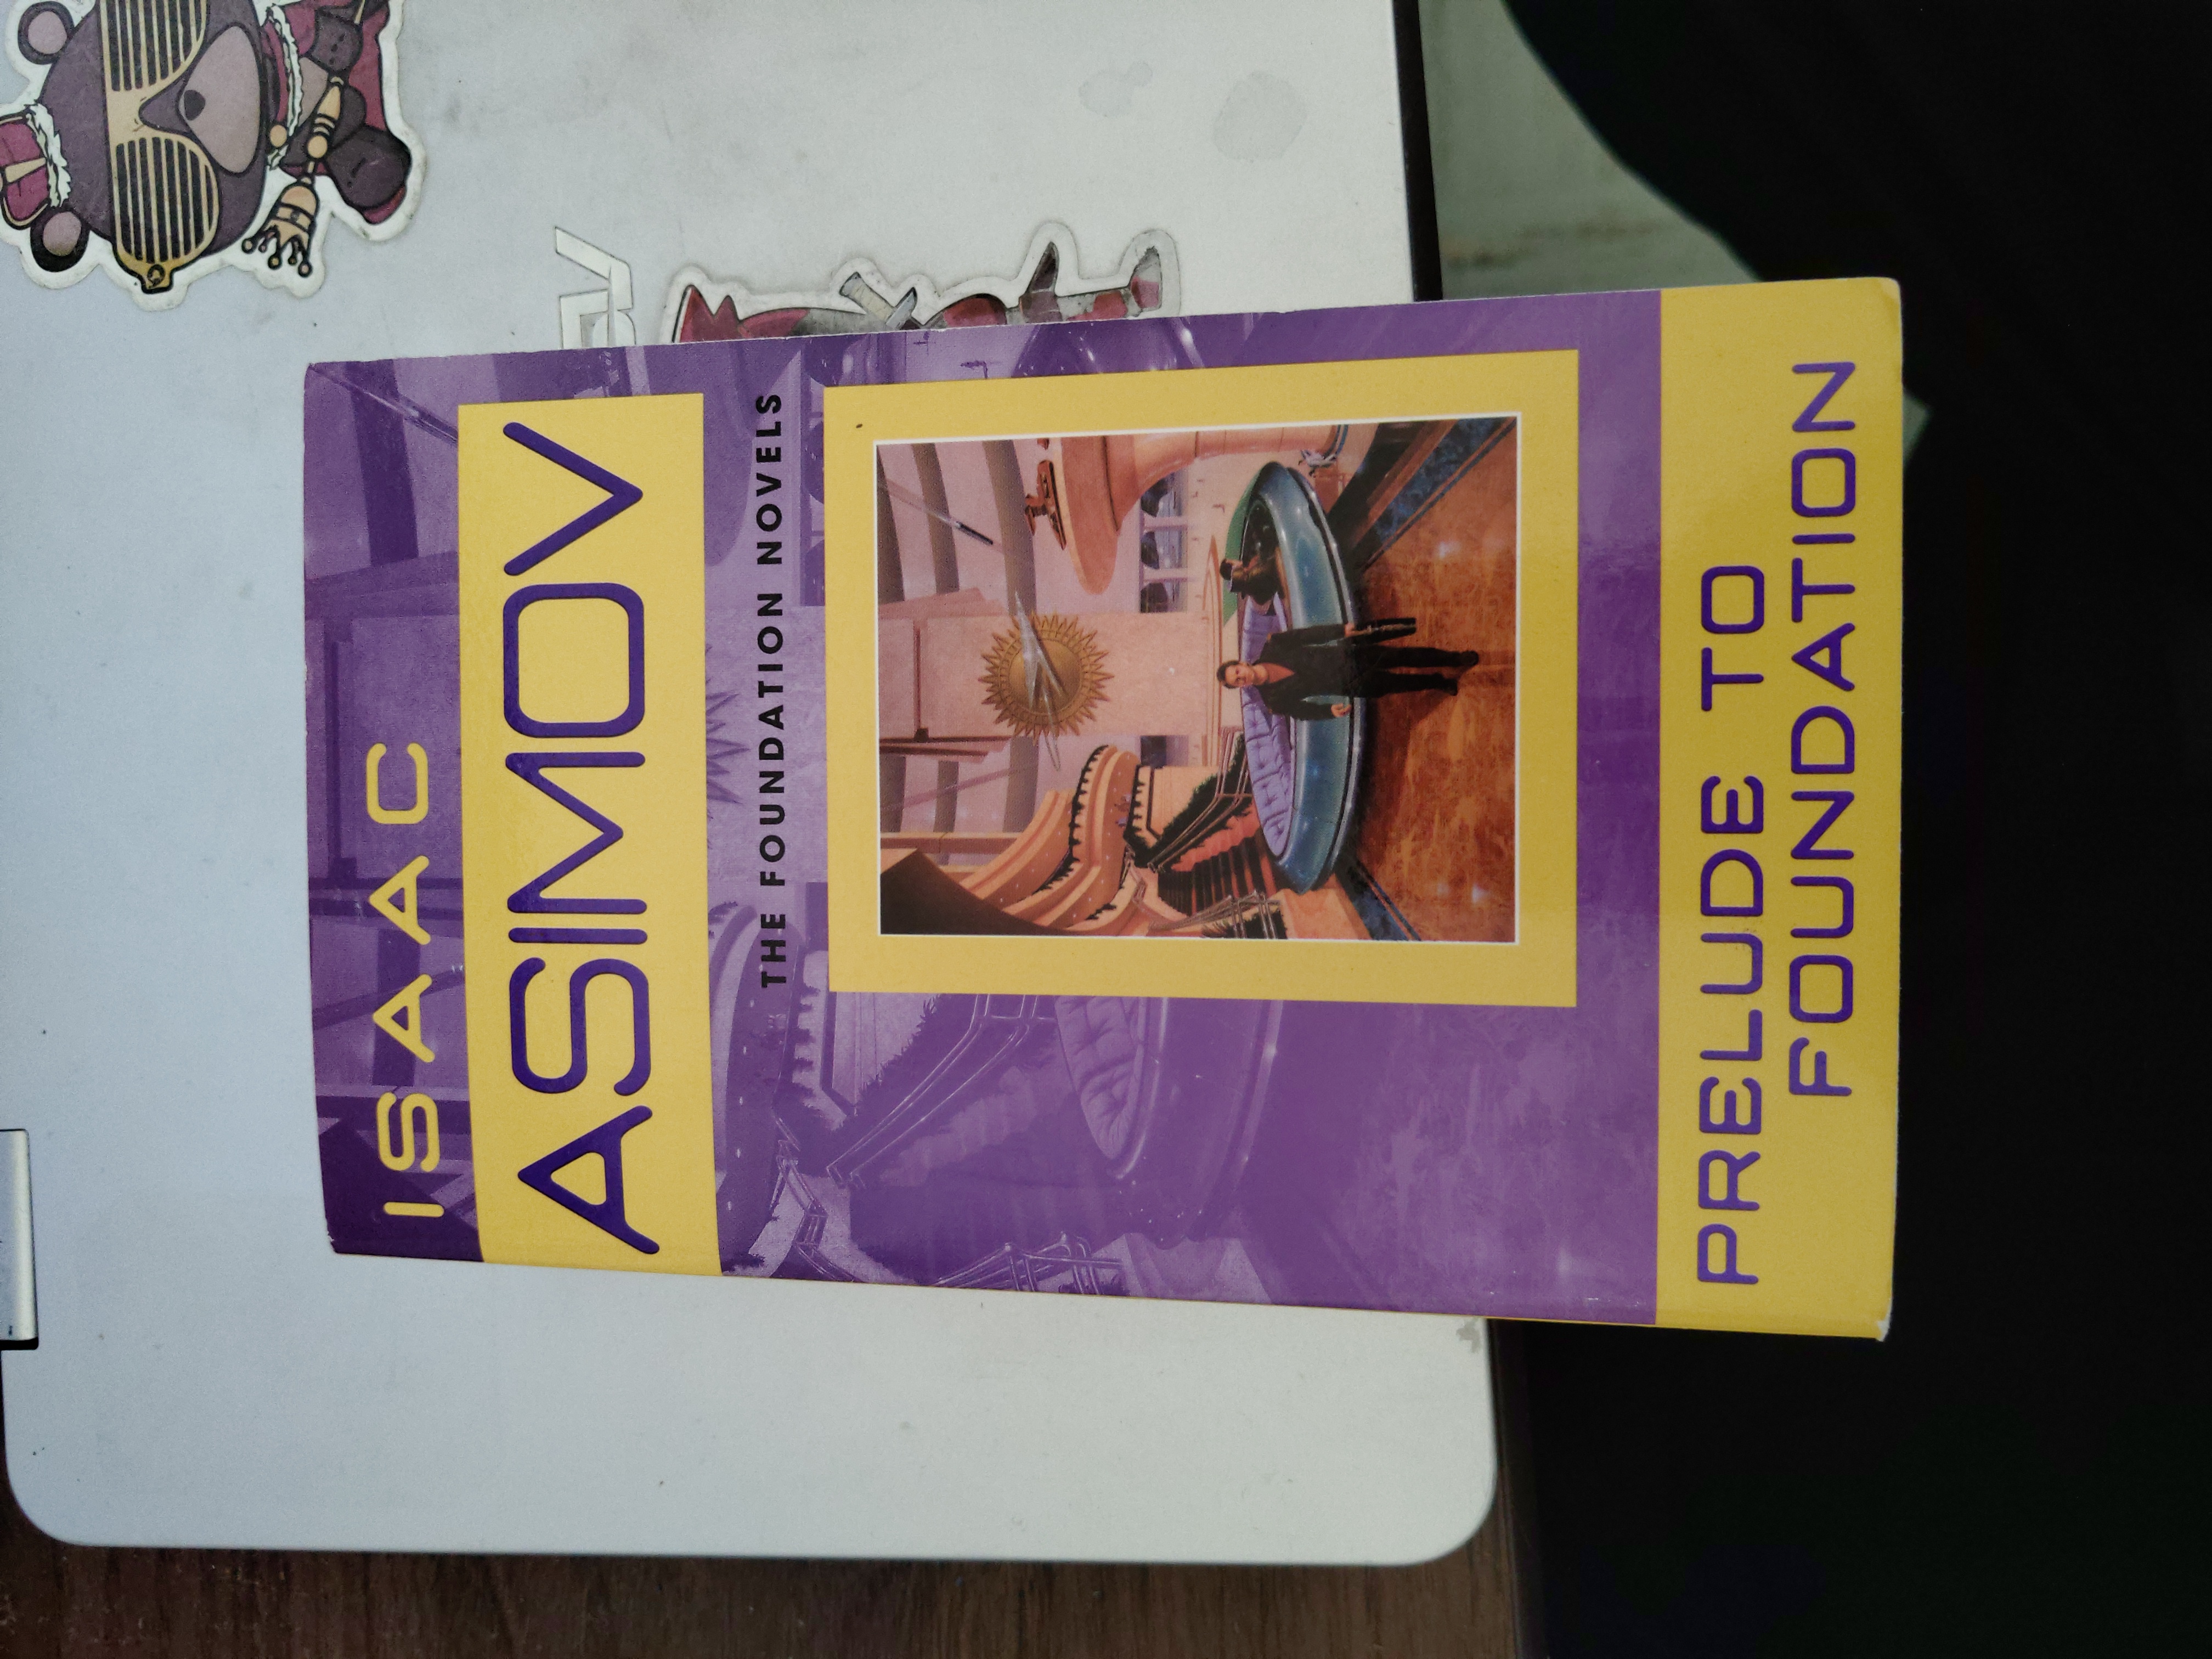 ISAAC
ASIMOV
THE FOUNDATION NOVELS
PRELUDE TO
FOUNDATION